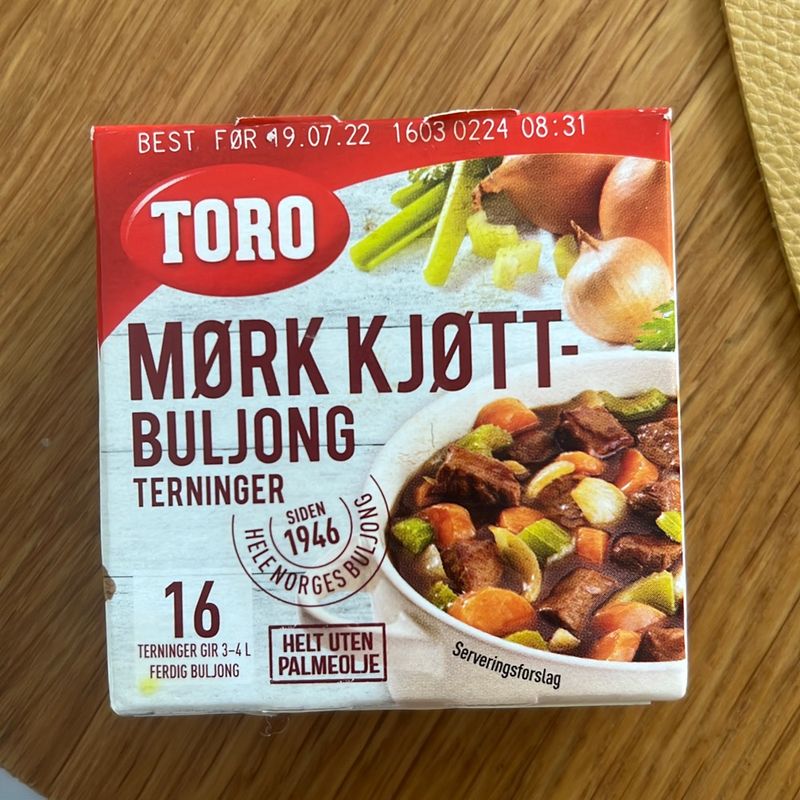 BEST FØR 19.07.22 1603 0224 08:31
TORO
MØRK KJØTT-
BULJONG
TERNINGER
SIDEN
1946
HELE NORGES BULJONG
16
TERNINGER GIR 3-4 L
FERDIG BULJONG
HELT UTEN
PALMEOLJE
Serveringsforslag